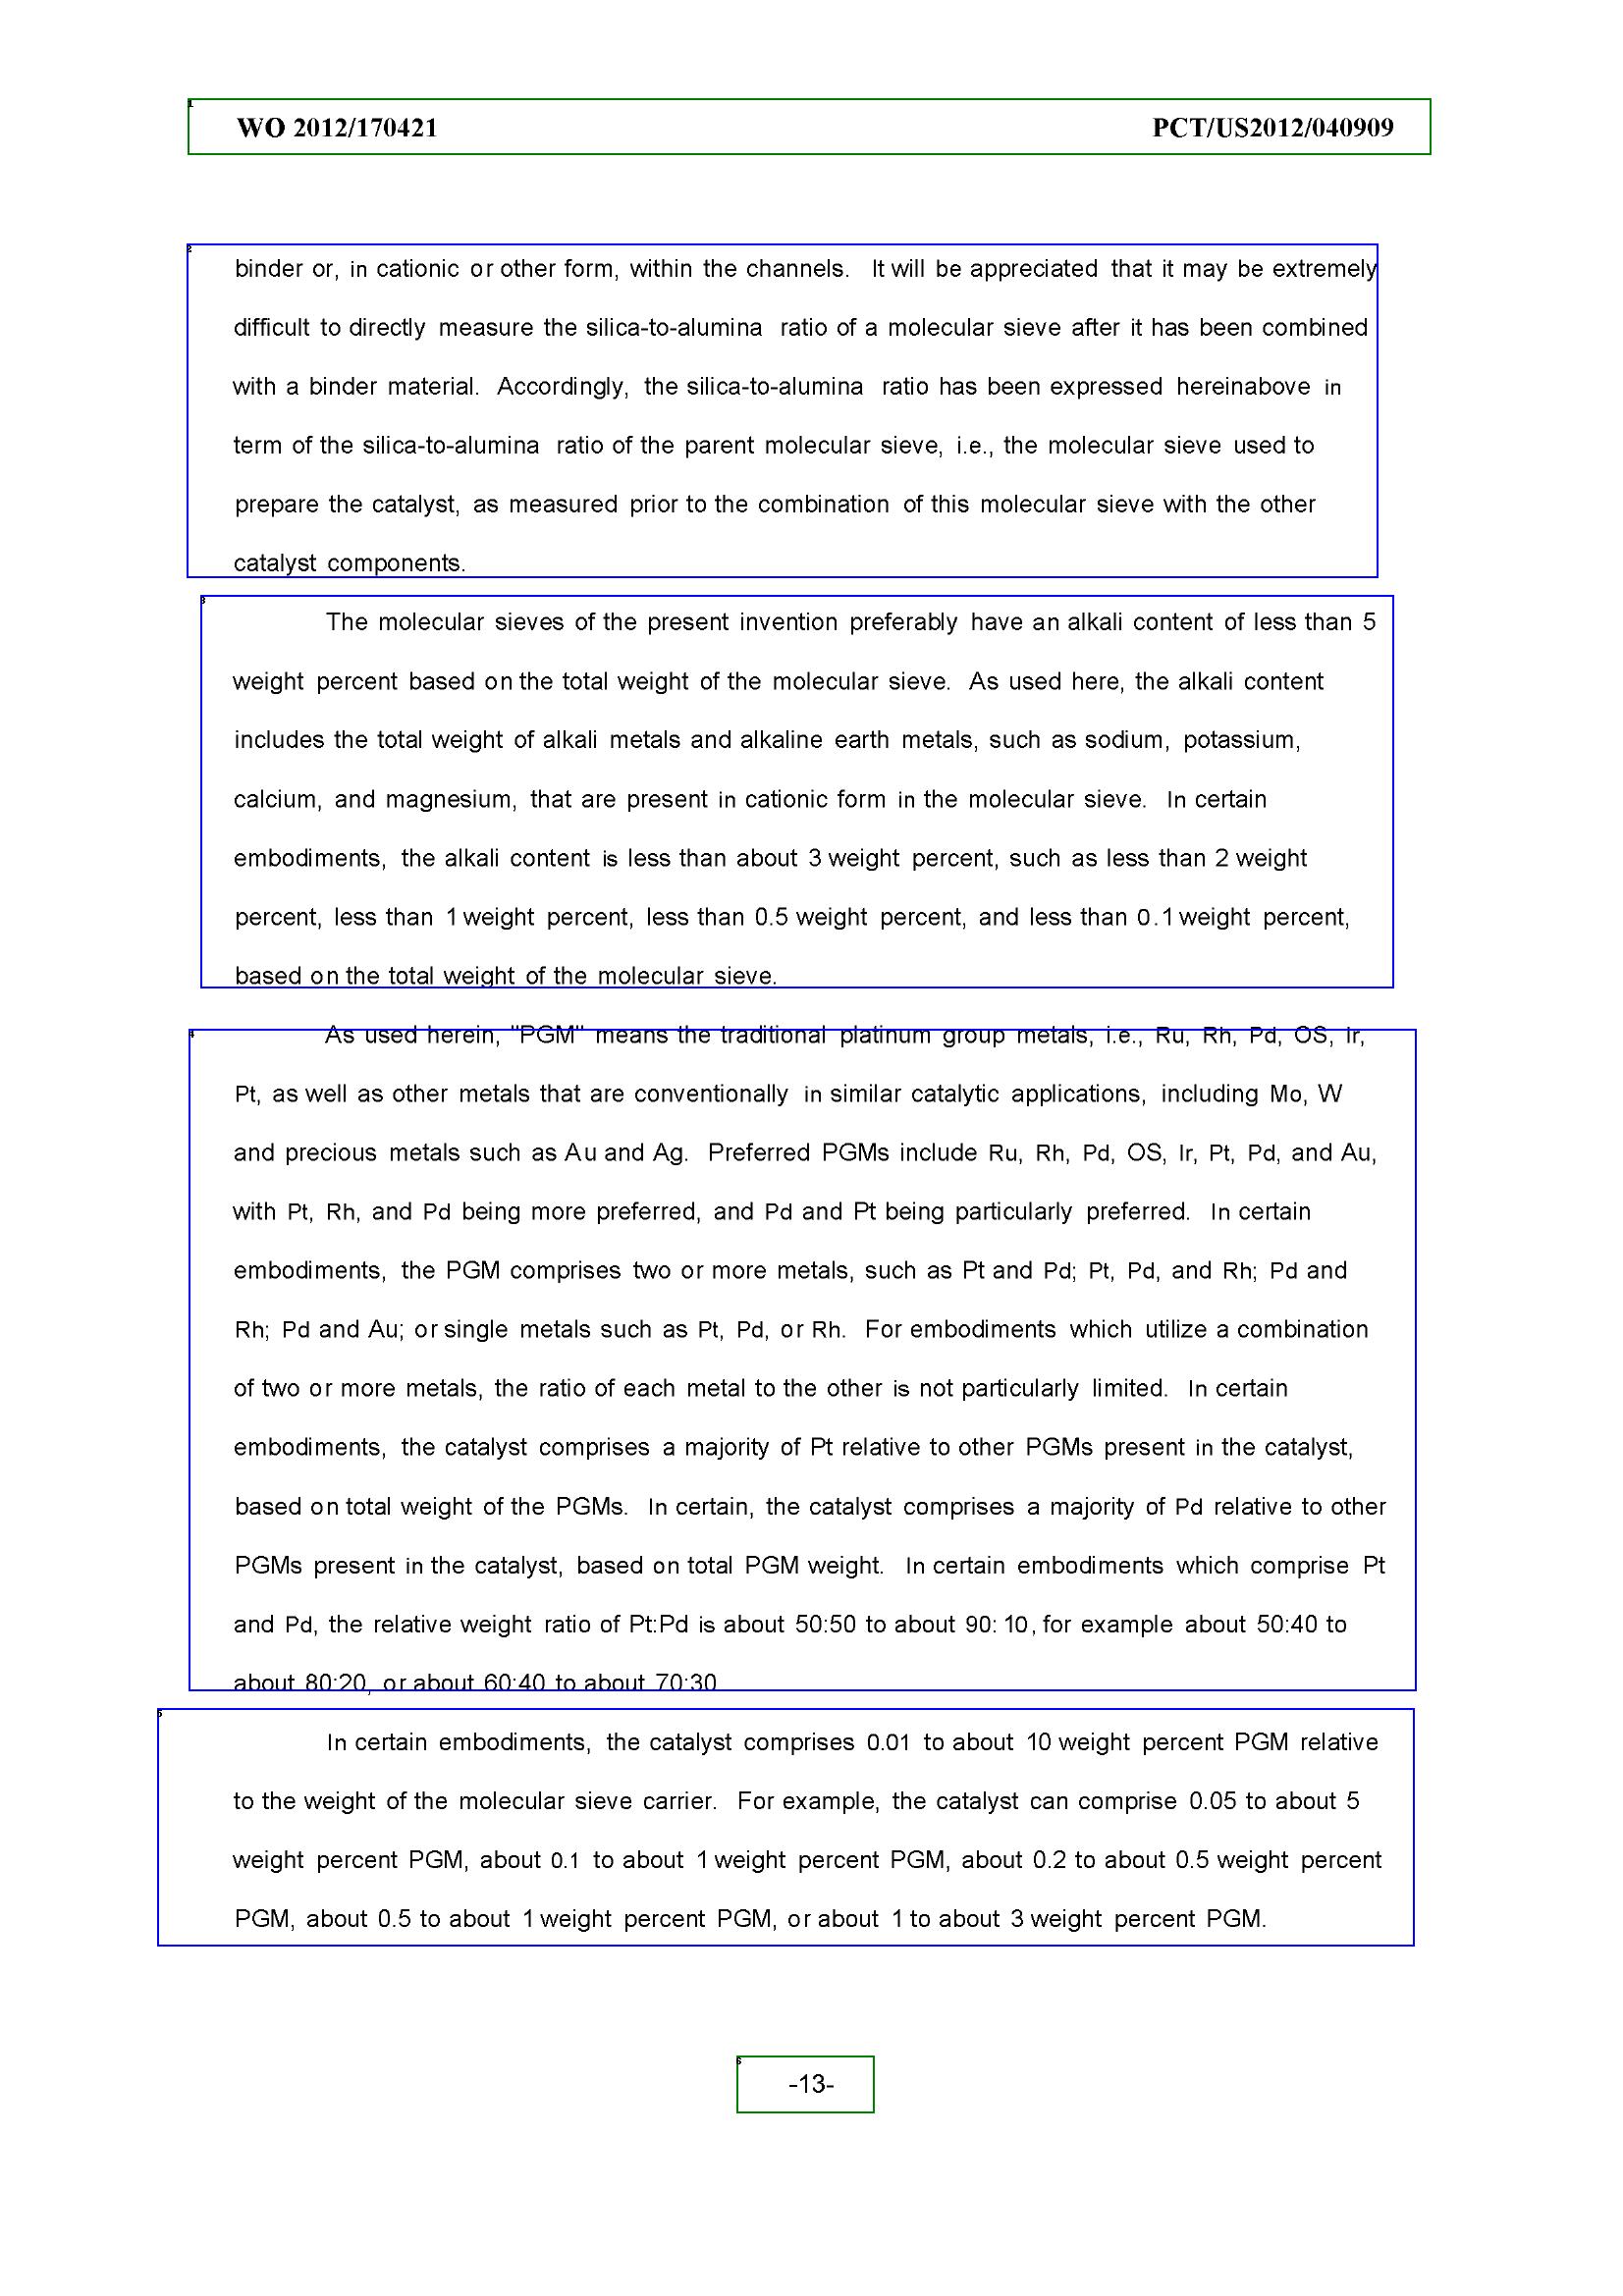 WO 2012/170421 PCT/US2012/040909
binder or, in cationic or other form, within the channels. It will be appreciated that it may be extremely
difficult to directly measure the silica-to-alumina ratio of a molecular sieve after it has been combined
with a binder material. Accordingly, the silica-to-alumina ratio has been expressed hereinabove in
term of the silica-to-alumina ratio of the parent molecular sieve, i.e., the molecular sieve used to
prepare the catalyst, as measured prior to the combination of this molecular sieve with the other
catalyst components.
The molecular sieves of the present invention preferably have an alkali content of less than 5
weight percent based on the total weight of the molecular sieve. As used here, the alkali content
includes the total weight of alkali metals and alkaline earth metals, such as sodium, potassium,
calcium, and magnesium, that are present in cationic form in the molecular sieve. In certain
embodiments, the alkali content is less than about 3 weight percent, such as less than 2 weight
percent, less than 1 weight percent, less than 0.5 weight percent, and less than 0.1 weight percent,
based on the total weight of the molecular sieve.
As used herein, "PGM" means the traditional platinum group metals, i.e., Ru, Rh, Pd, OS, Ir,
Pt, as well as other metals that are conventionally in similar catalytic applications, including Mo, W
and precious metals such as Au and Ag. Preferred PGMs include Ru, Rh, Pd, OS, Ir, Pt, Pd, and Au,
with Pt, Rh, and Pd being more preferred, and Pd and Pt being particularly preferred. In certain
embodiments, the PGM comprises two or more metals, such as Pt and Pd; Pt, Pd, and Rh; Pd and
Rh; Pd and Au; or single metals such as Pt, Pd, or Rh. For embodiments which utilize a combination
of two or more metals, the ratio of each metal to the other is not particularly limited. In certain
embodiments, the catalyst comprises a majority of Pt relative to other PGMs present in the catalyst,
based on total weight of the PGMs. In certain, the catalyst comprises a majority of Pd relative to other
PGMs present in the catalyst, based on total PGM weight. In certain embodiments which comprise Pt
and Pd, the relative weight ratio of Pt:Pd is about 50:50 to about 90:10, for example about 50:40 to
about 80:20, or about 60:40 to about 70:30
In certain embodiments, the catalyst comprises 0.01 to about 10 weight percent PGM relative
to the weight of the molecular sieve carrier. For example, the catalyst can comprise 0.05 to about 5
weight percent PGM, about 0.1 to about 1 weight percent PGM, about 0.2 to about 0.5 weight percent
PGM, about 0.5 to about 1 weight percent PGM, or about 1 to about 3 weight percent PGM.
-13-